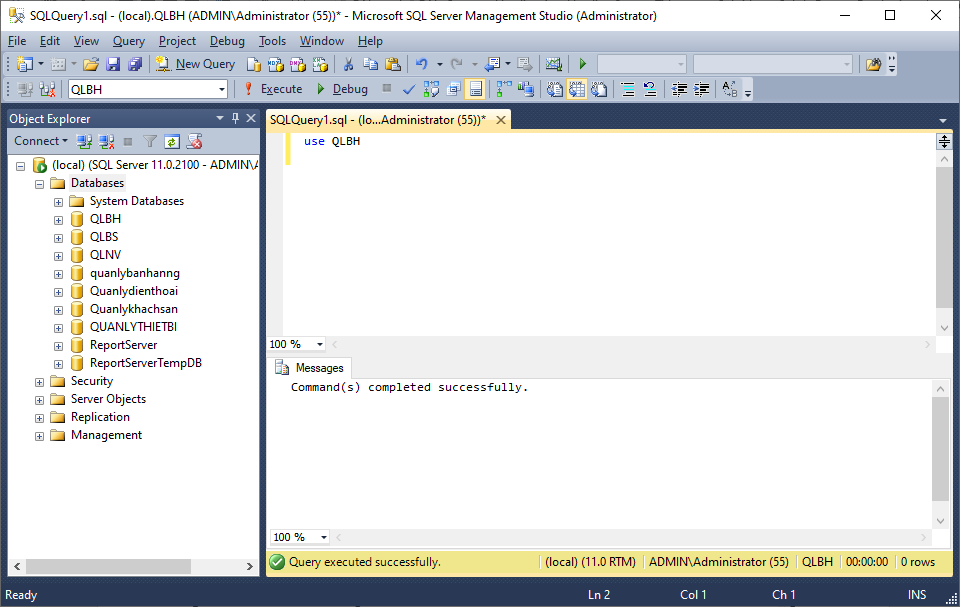 SQLQuery1.sql - (local).QLBH (ADMIN\Administrator (55))* - Microsoft SQL Server Management Studio (Administrator)
File Edit View Query Project Debug Tools Window Help
New Query
QLBH Execute Debug
Object Explorer
SQLQuery1.sql - (lo...Administrator (55))*
Connect
use QLBH
(local) (SQL Server 11.0.2100 - ADMIN\A
Databases
System Databases
QLBH
QLBS
QLNV
quanlybanhanng
Quanlydienthoai
Quanlykhachsan
QUANLYTHIETBI
ReportServer
ReportServerTempDB
Security
Server Objects
Replication
Management
100 %
Messages
Command(s) completed successfully.
100 %
Query executed successfully. (local) (11.0 RTM) ADMIN\Administrator (55) QLBH 00:00:00 0 rows
Ready Ln 2 Col 1 Ch 1 INS